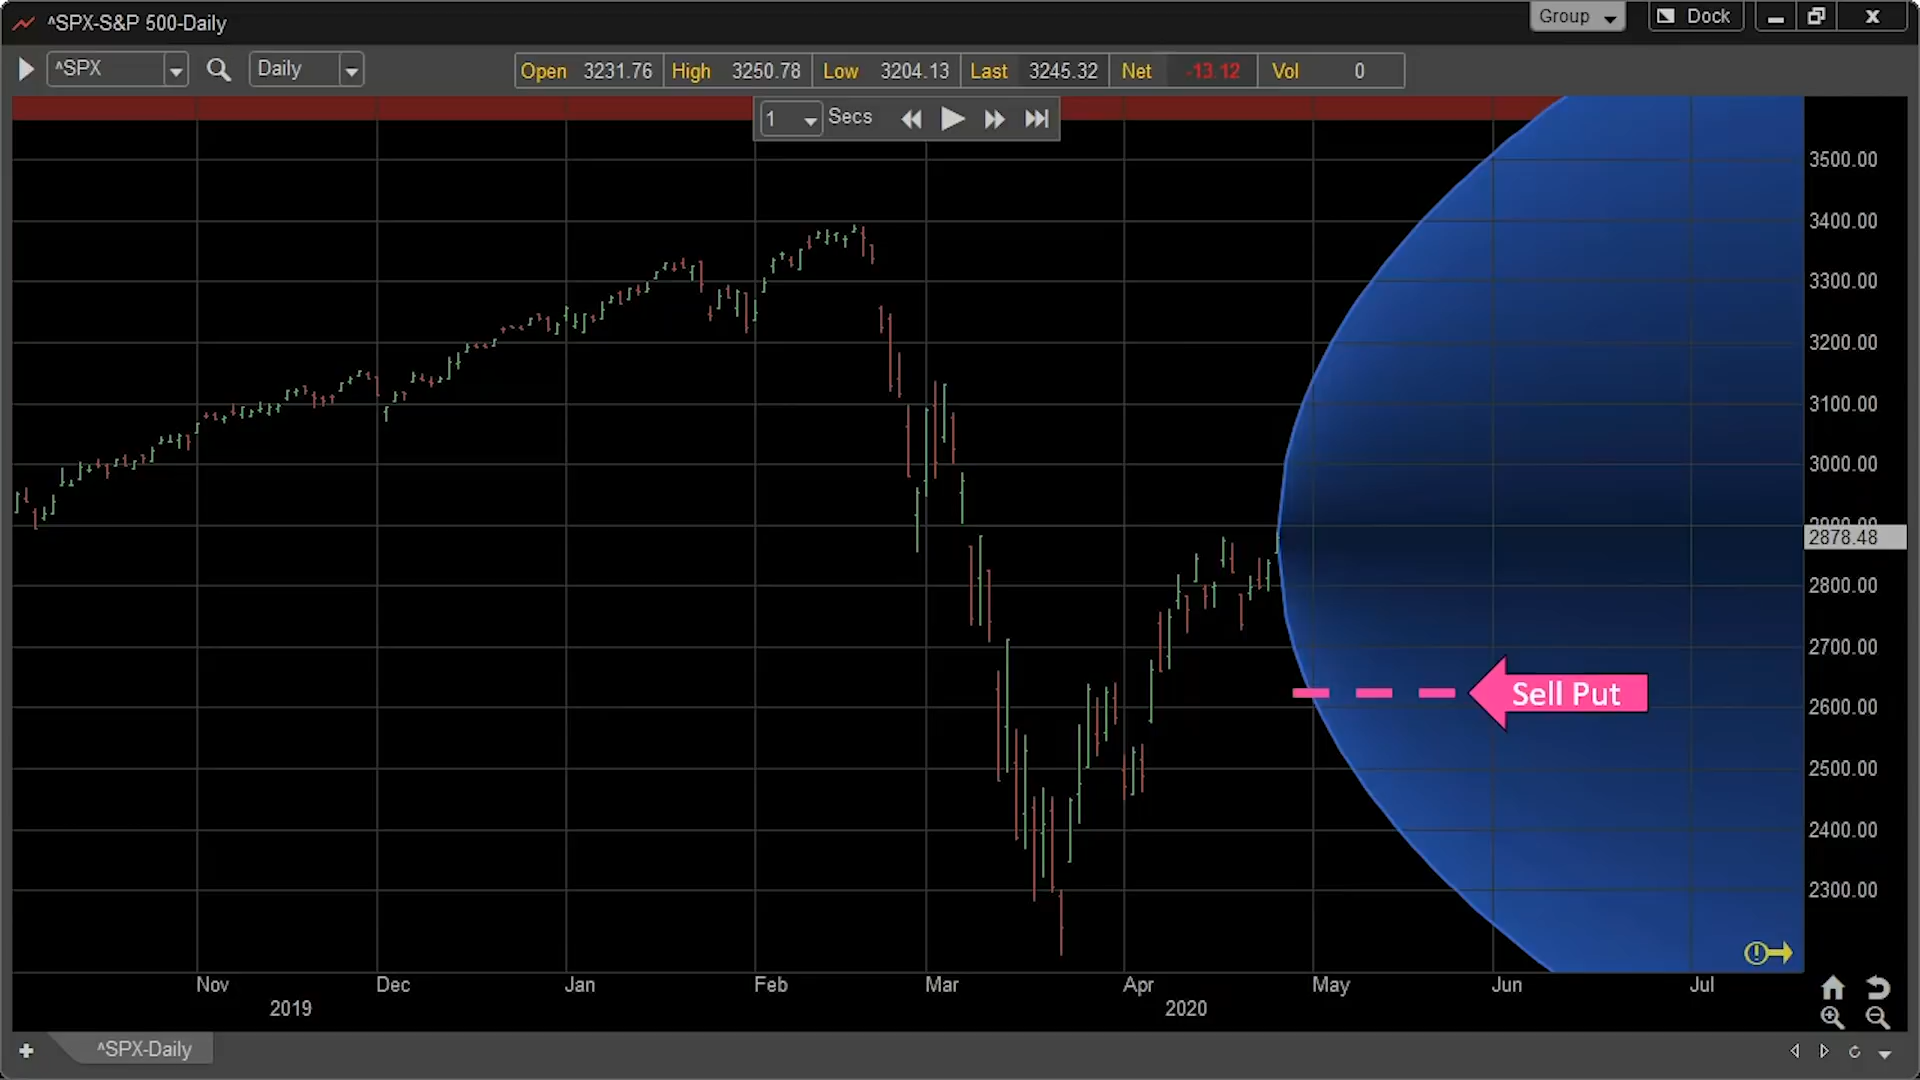 ^SPX-S&P 500-Daily
Group
Dock
^SPX
Daily
Open 3231.76 High 3250.78 Low 3204.13 Last 3245.32 Net -13.12 Vol 0
1 Secs
3500.00
3400.00
3300.00
3200.00
3100.00
3000.00
2900.00
2878.48
2800.00
2700.00
Sell Put
2600.00
2500.00
2400.00
2300.00
Nov Dec Jan Feb Mar Apr May Jun Jul
2019 2020
^SPX-Daily